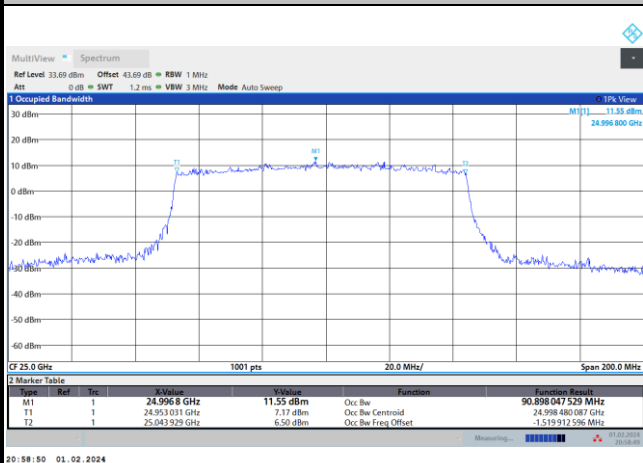 MultiView Spectrum
Ref Level 33.69 dBm Offset 43.69 dB RBW 1 MHz
Att 0 dB SWT 1.2 ms VBW 3 MHz Mode Auto Sweep
1 Occupied Bandwidth 1Pk View
M1[1] 11.55 dBm
24.996 800 GHz
30 dBm
20 dBm
M1
T1 T2
10 dBm
0 dBm
-10 dBm
-20 dBm
-30 dBm
-40 dBm
-50 dBm
-60 dBm
CF 25.0 GHz 1001 pts 20.0 MHz/ Span 200.0 MHz
2 Marker Table
Type Ref Trc X-Value Y-Value Function Function Result
M1 1 24.996 8 GHz 11.55 dBm Occ Bw 90.898 047 529 MHz
T1 1 24.953 031 GHz 7.17 dBm Occ Bw Centroid 24.998 480 087 GHz
T2 1 25.043 929 GHz 6.50 dBm Occ Bw Freq Offset -1.519 912 596 MHz
Measuring... 01.02.2024
20:58:49
20:58:50 01.02.2024